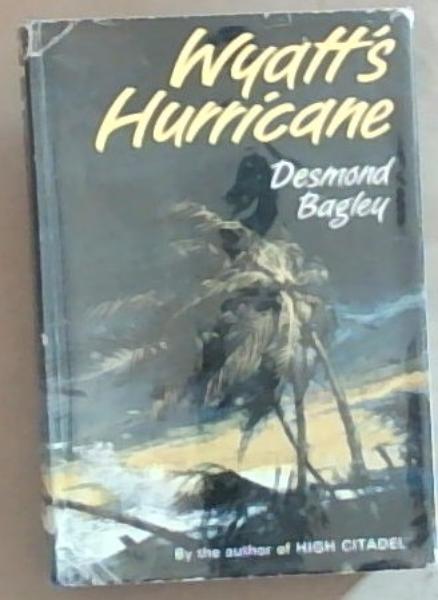 Wyatt's
Hurricane
Desmond
Bagley
By the author of HIGH CITADEL